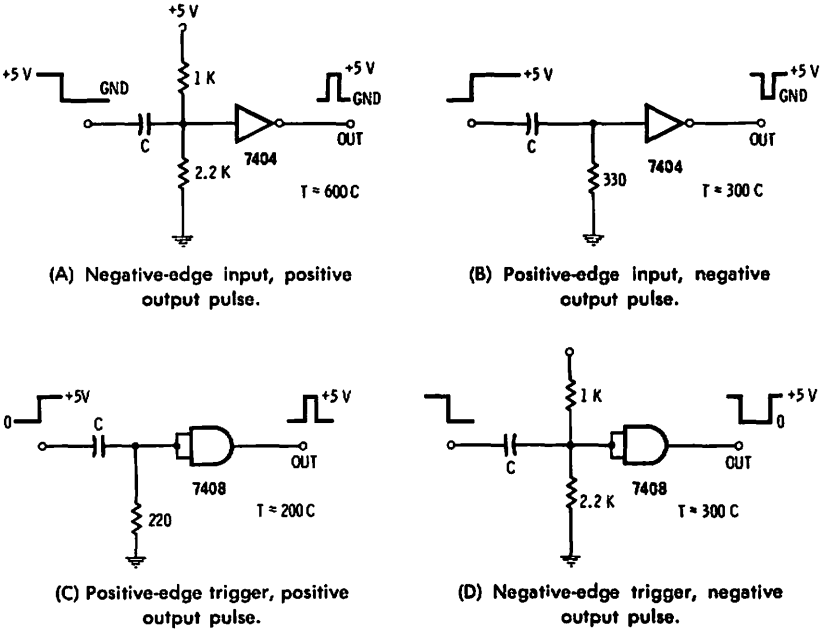 +5 V
+5 V
GND
1 K
C
2.2 K
7404
+5 V
GND
OUT
T ≈ 600 C
(A) Negative-edge input, positive
output pulse.
+5 V
C
330
7404
+5 V
GND
OUT
T ≈ 300 C
(B) Positive-edge input, negative
output pulse.
0
+5V
C
220
7408
+5 V
OUT
T ≈ 200 C
(C) Positive-edge trigger, positive
output pulse.
1 K
C
2.2 K
7408
+5 V
0
OUT
T ≈ 300 C
(D) Negative-edge trigger, negative
output pulse.